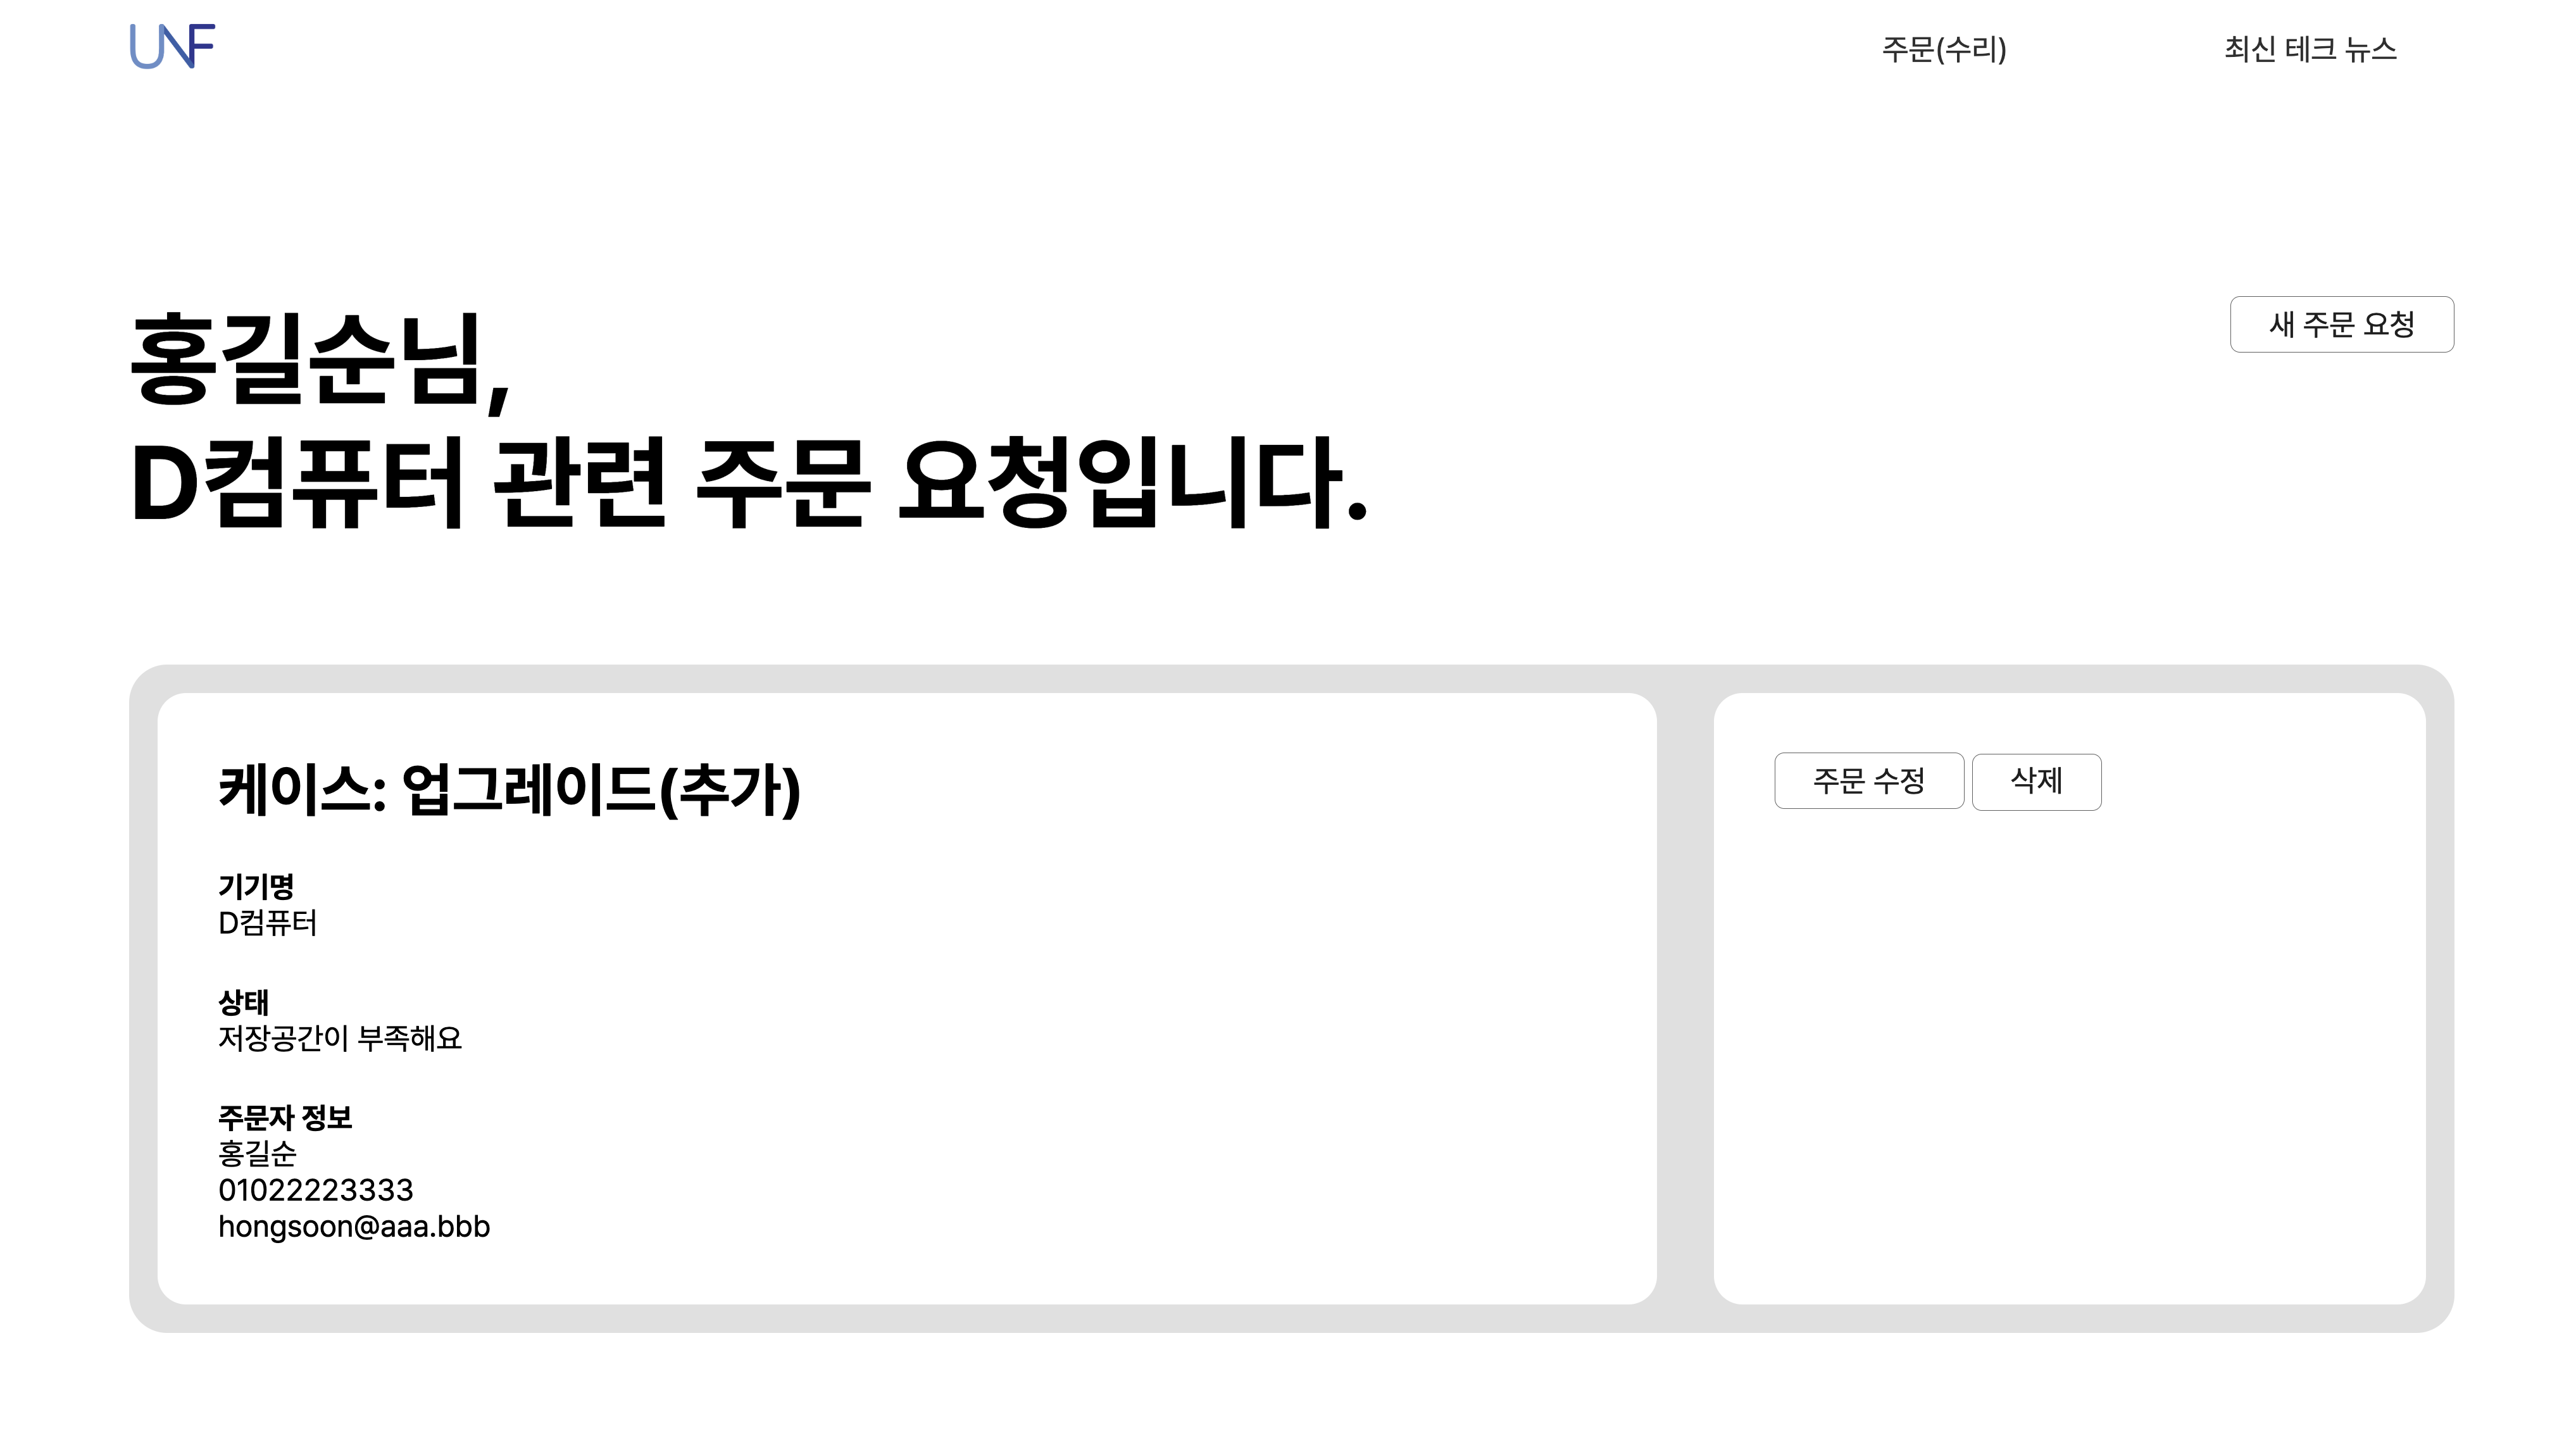 UNF
주문(수리)
최신 테크 뉴스
홍길순님,
D컴퓨터 관련 주문 요청입니다.
새 주문 요청
케이스: 업그레이드(추가)
기기명
D컴퓨터
상태
저장공간이 부족해요
주문자 정보
홍길순
01022223333
hongsoon@aaa.bbb
주문 수정
삭제